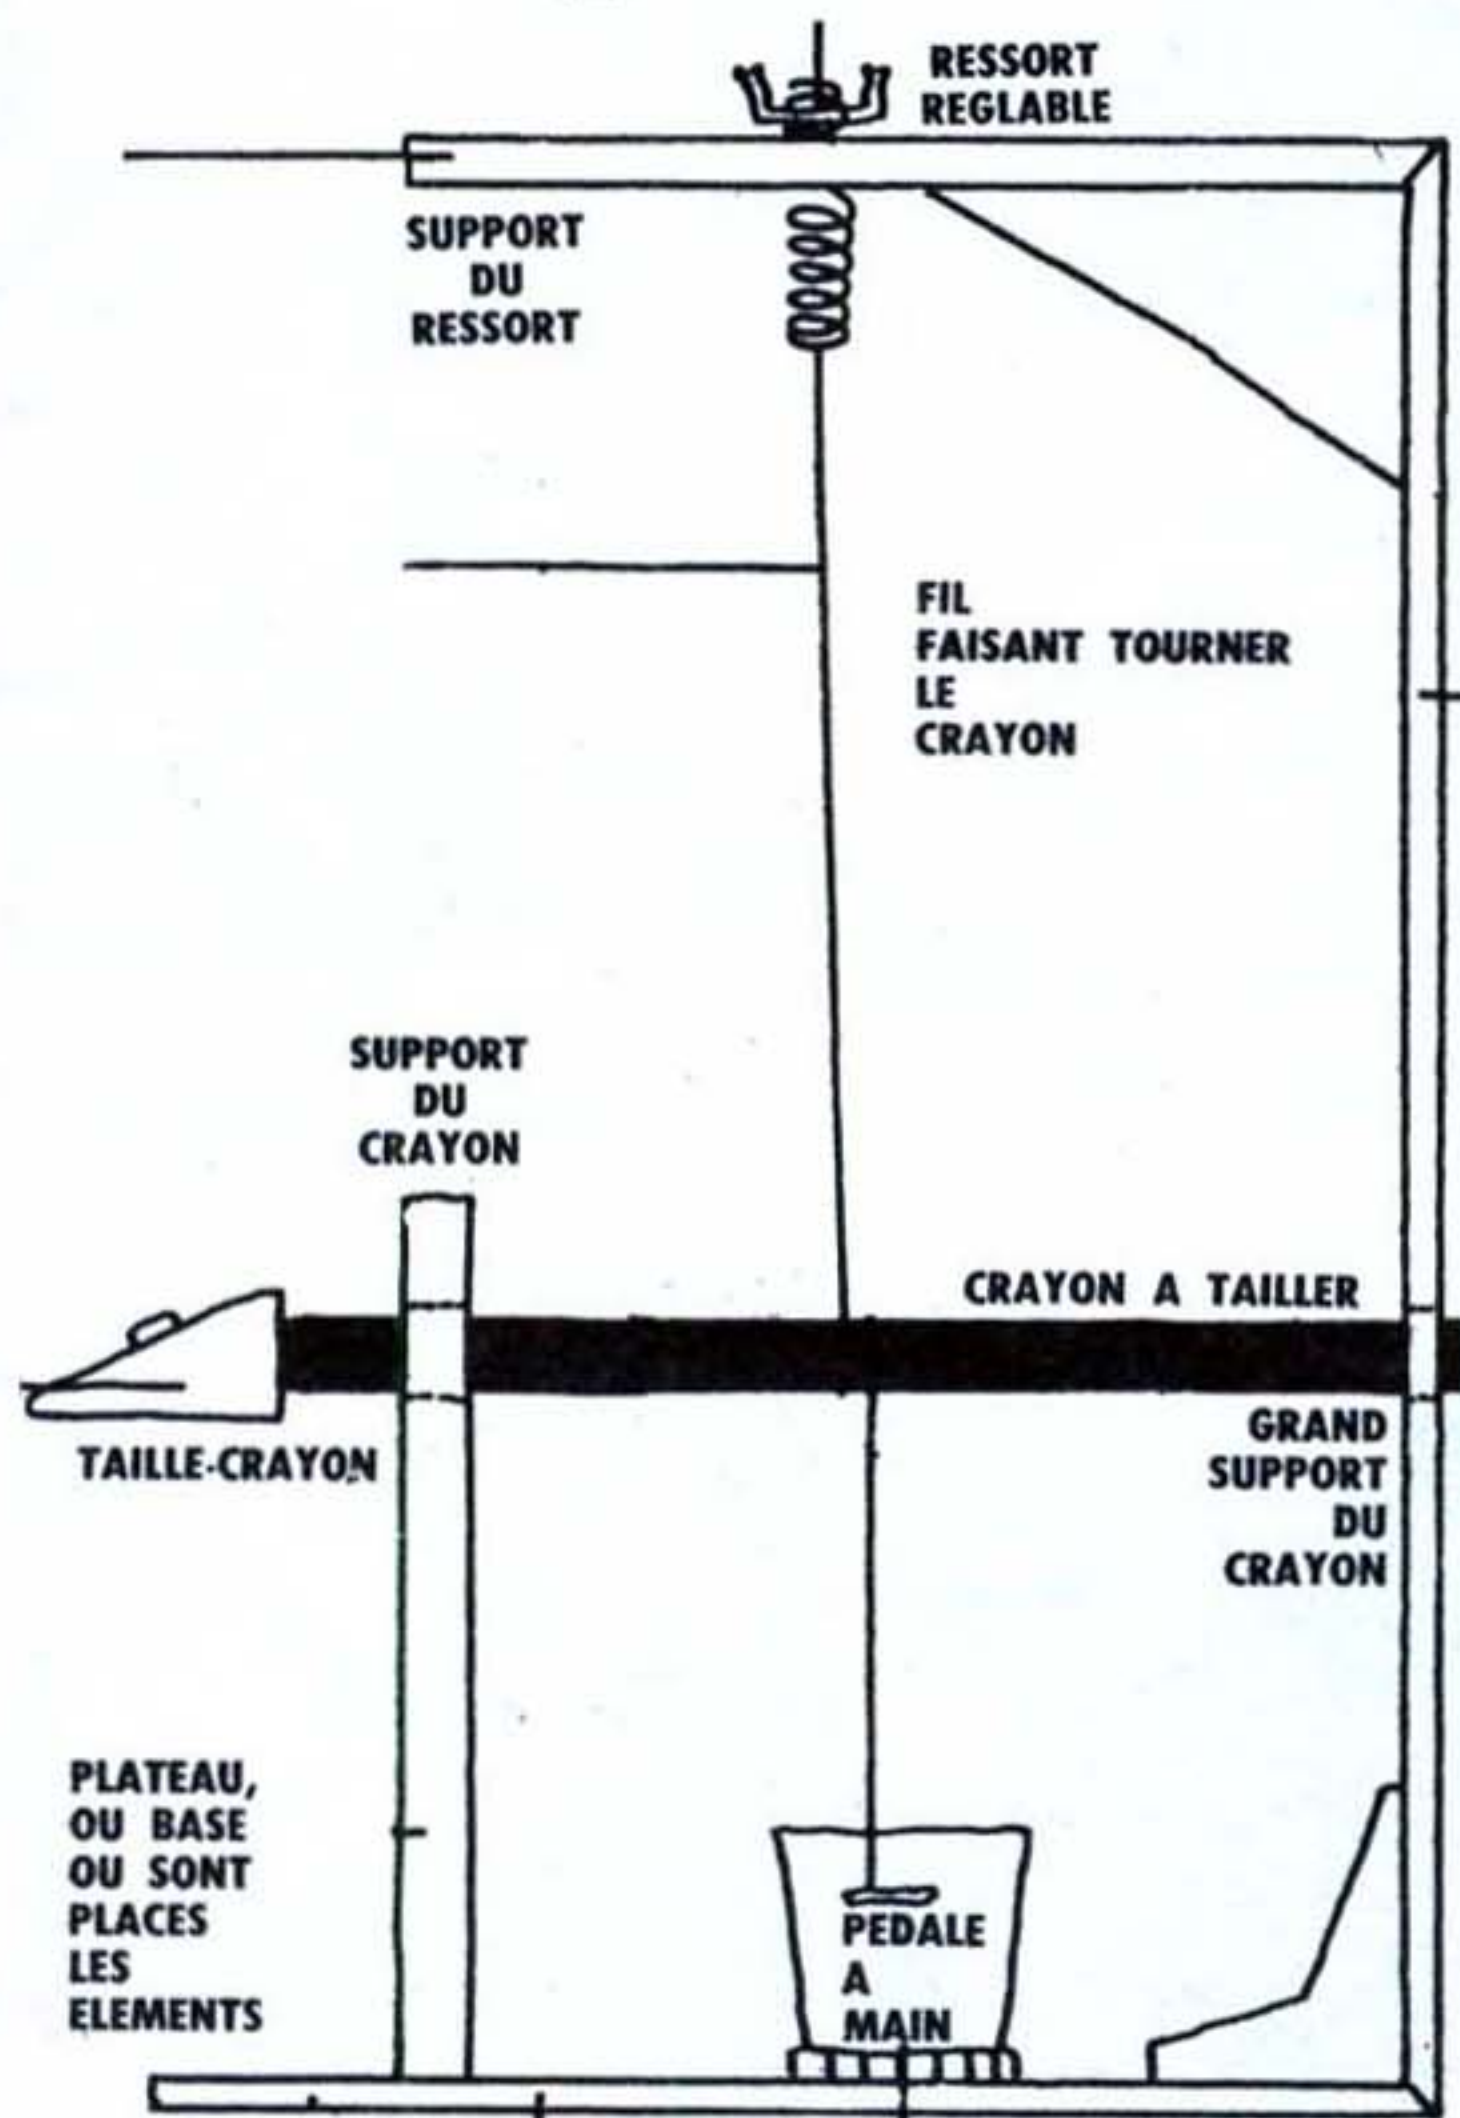 RESSORT
REGLABLE
SUPPORT
DU
RESSORT
FIL
FAISANT TOURNER
LE
CRAYON
SUPPORT
DU
CRAYON
CRAYON A TAILLER
TAILLE-CRAYON
GRAND
SUPPORT
DU
CRAYON
PLATEAU,
OU BASE
OU SONT
PLACES
LES
ELEMENTS
PEDALE
A
MAIN